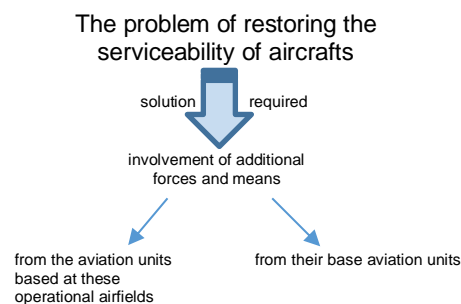 The problem of restoring the
serviceability of aircrafts
solution required
involvement of additional
forces and means
from the aviation units
based at these
operational airfields
from their base aviation units